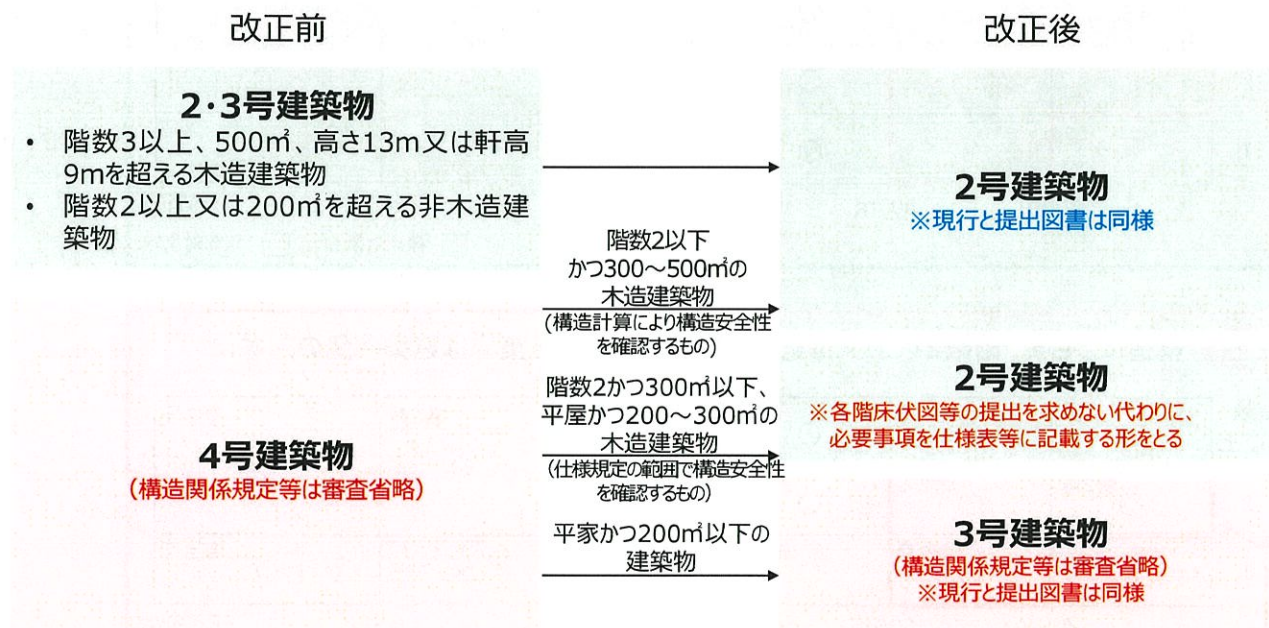 改正前
改正後
2・3号建築物
• 階数3以上、500㎡、高さ13m又は軒高
9mを超える木造建築物
• 階数2以上又は200㎡を超える非木造建
築物
階数2以下
かつ300～500㎡の
木造建築物
(構造計算により構造安全性
を確認するもの)
2号建築物
※現行と提出図書は同様
4号建築物
(構造関係規定等は審査省略)
階数2かつ300㎡以下、
平屋かつ200～300㎡の
木造建築物
(仕様規定の範囲で構造安全性
を確認するもの)
2号建築物
※各階床伏図等の提出を求めない代わりに、
必要事項を仕様表等に記載する形をとる
平家かつ200㎡以下の
建築物
3号建築物
(構造関係規定等は審査省略)
※現行と提出図書は同様